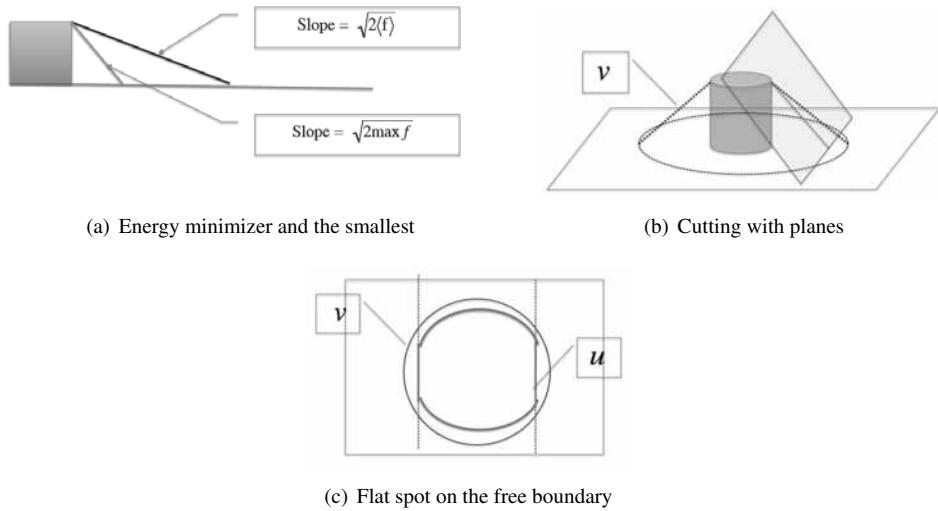 Slope = √2⟨f⟩
Slope = √2max f
(a) Energy minimizer and the smallest
v
(b) Cutting with planes
v
u
(c) Flat spot on the free boundary